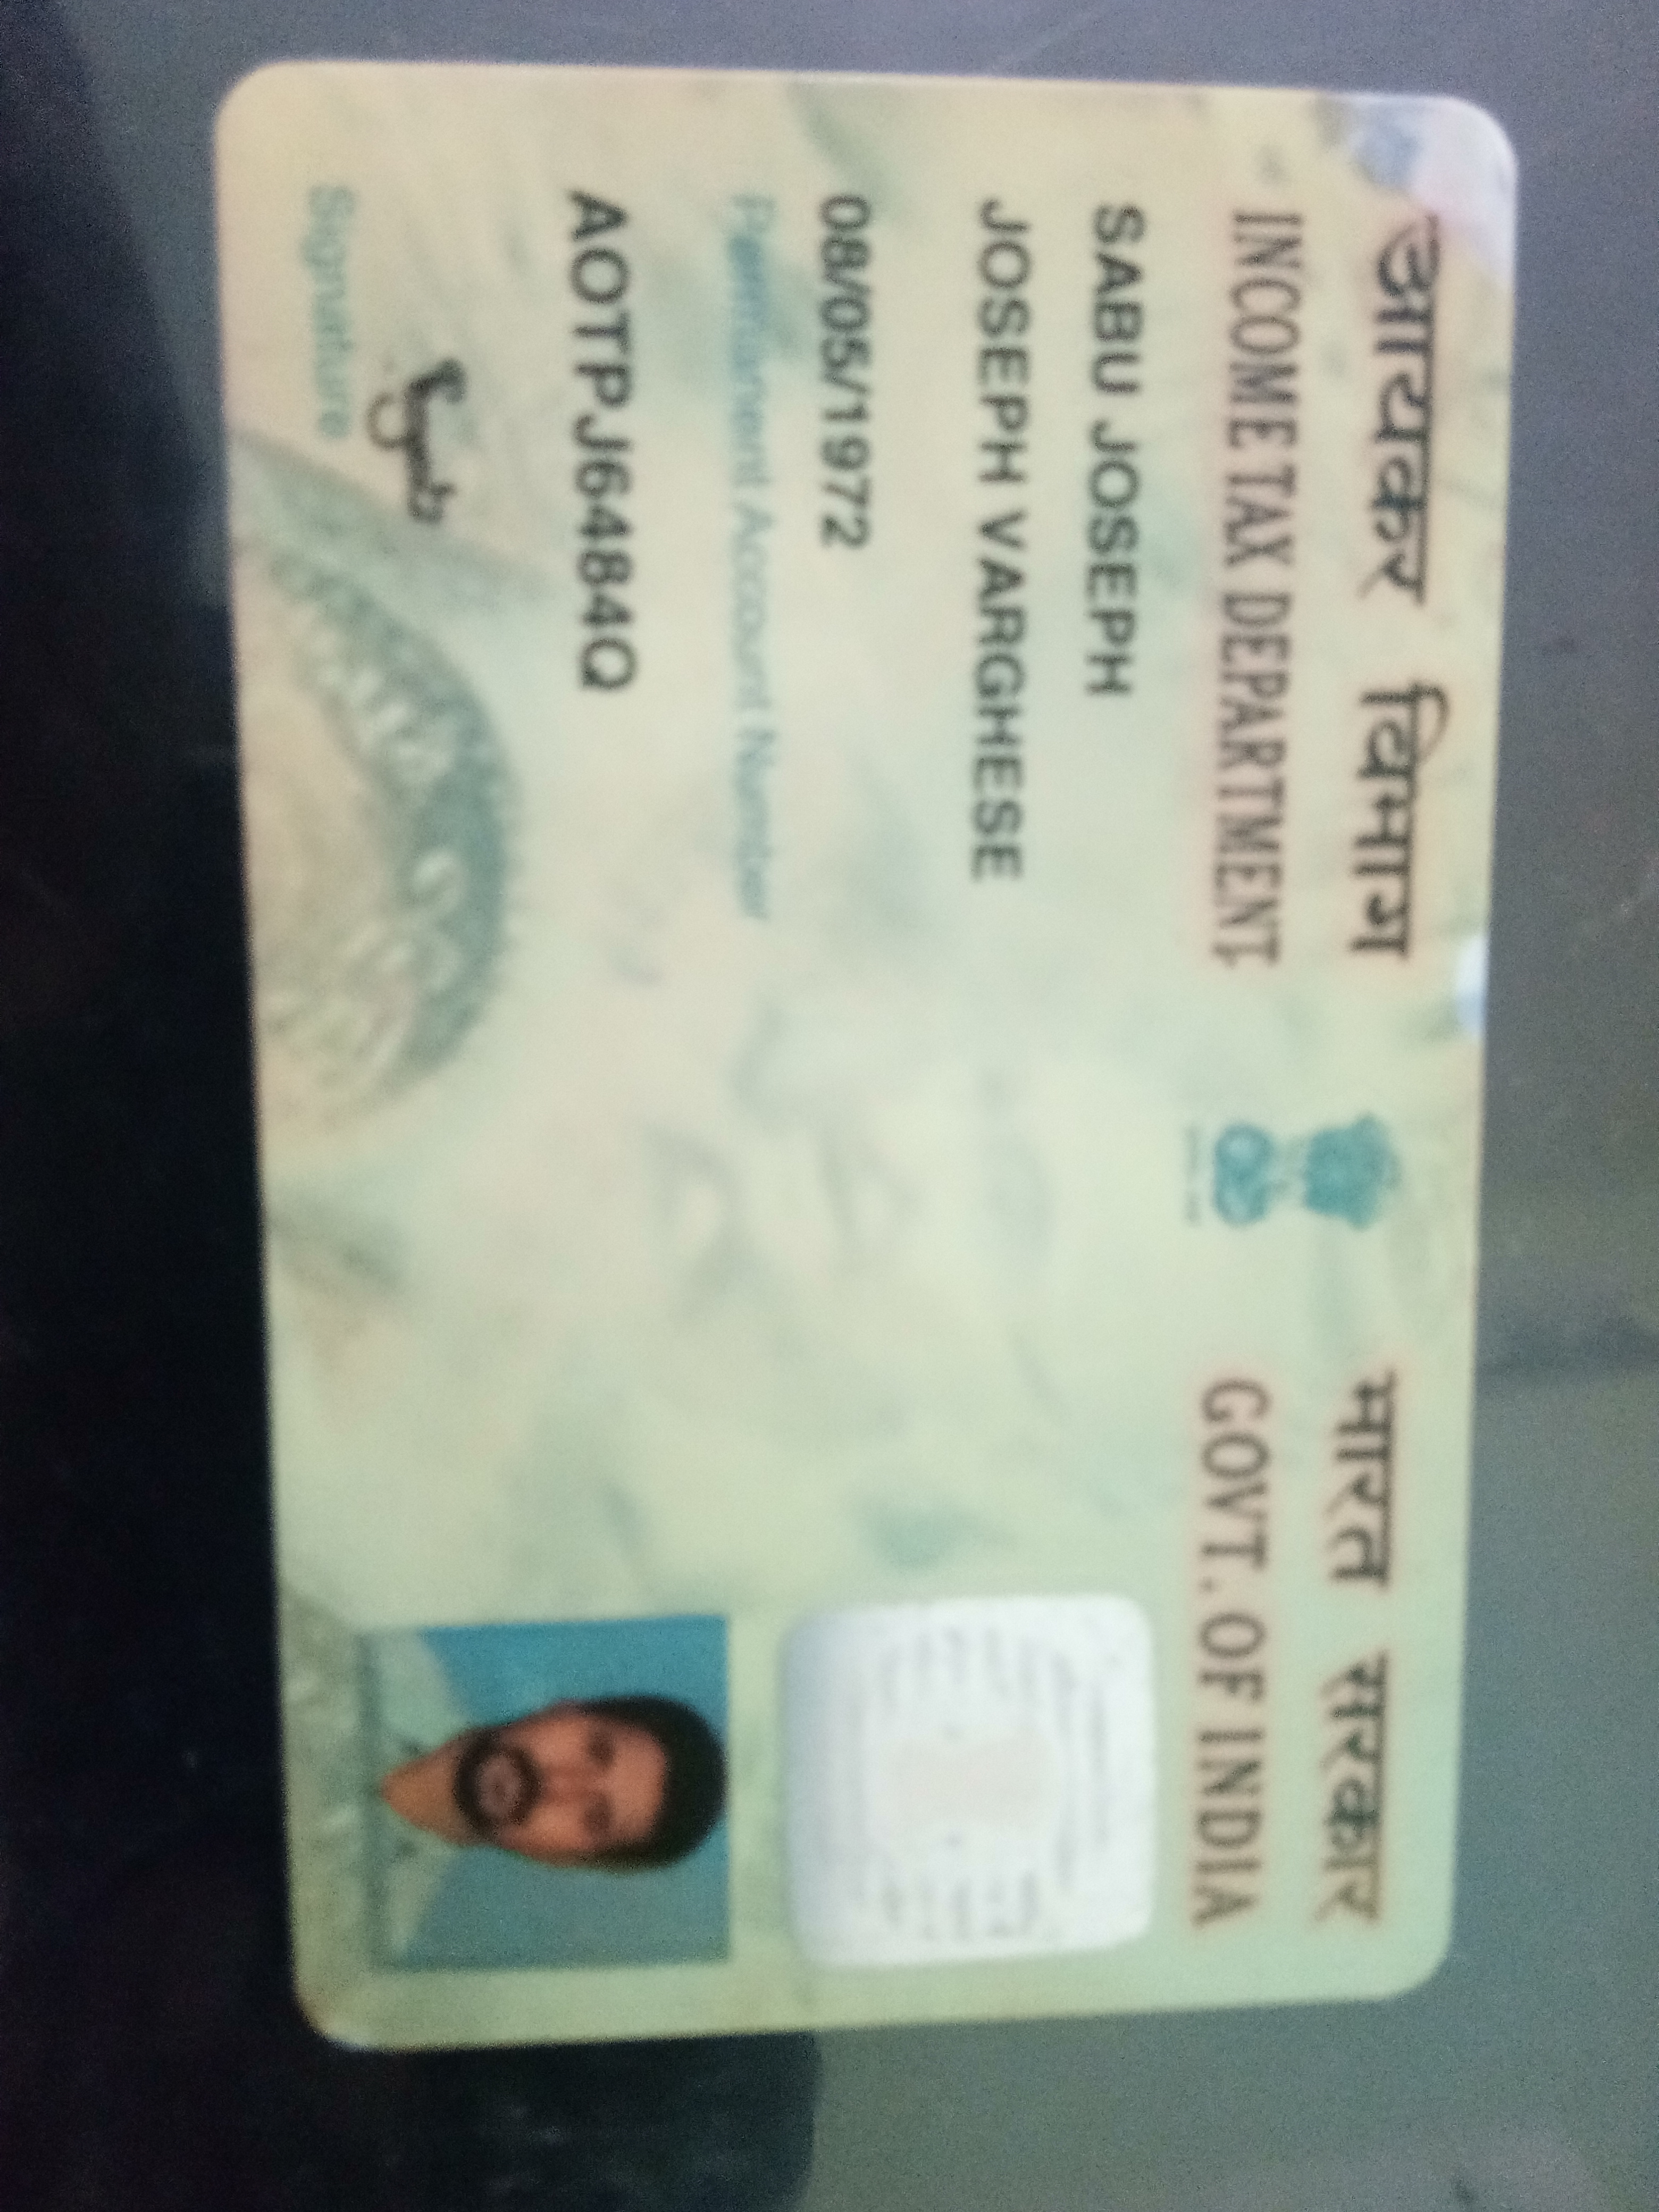 आयकर विभाग
INCOME TAX DEPARTMENT
भारत सरकार
GOVT. OF INDIA
SABU JOSEPH
JOSEPH VARGHESE
08/05/1972
Permanent Account Number
AOTPJ6484Q
Signature